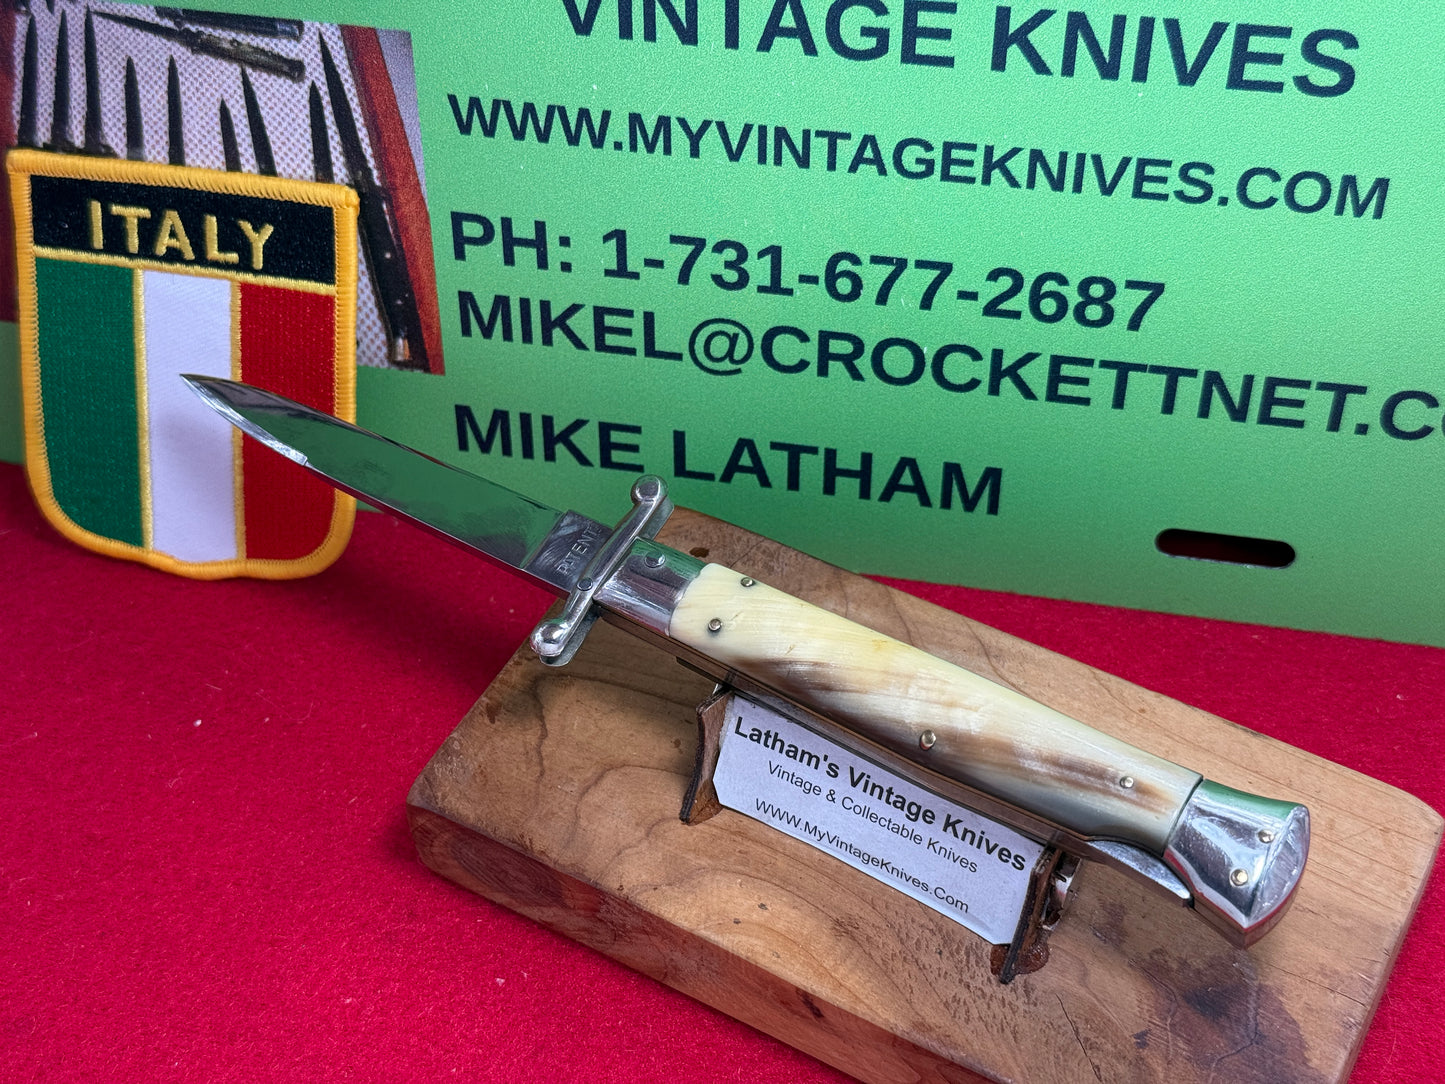 VINTAGE KNIVES
WWW.MYVINTAGEKNIVES.COM
PH: 1-731-677-2687
MIKEL@CROCKETTNET.CO
MIKE LATHAM
ITALY
Latham's Vintage Knives
Vintage & Collectable Knives
WWW.MyVintageKnives.Com